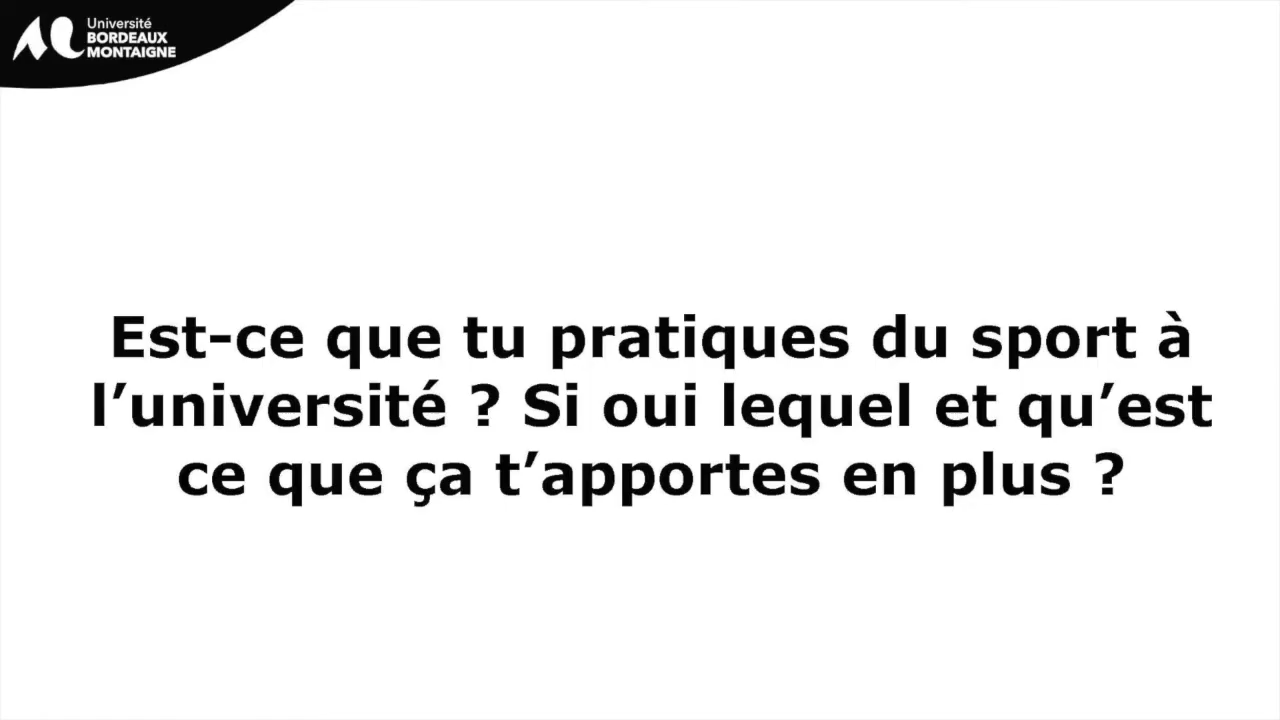 Université
BORDEAUX
MONTAIGNE
Est-ce que tu pratiques du sport à
l’université ? Si oui lequel et qu’est
ce que ça t’apportes en plus ?